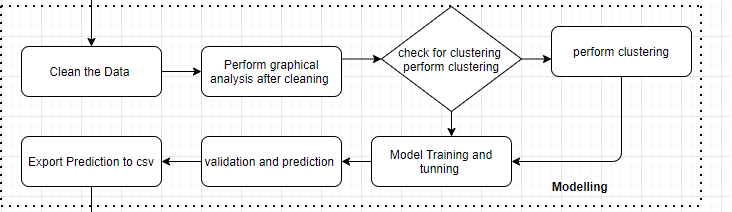 Clean the Data
Perform graphical
analysis after cleaning
check for clustering
perform clustering
perform clustering
Export Prediction to csv
validation and prediction
Model Training and
tunning
Modelling